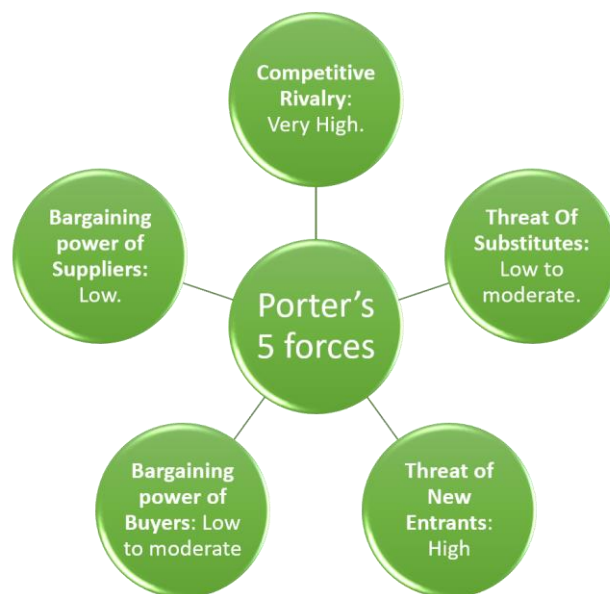 Competitive
Rivalry:
Very High.
Bargaining
power of
Suppliers:
Low.
Threat Of
Substitutes:
Low to
moderate.
Porter’s
5 forces
Bargaining
power of
Buyers: Low
to moderate
Threat of
New
Entrants:
High